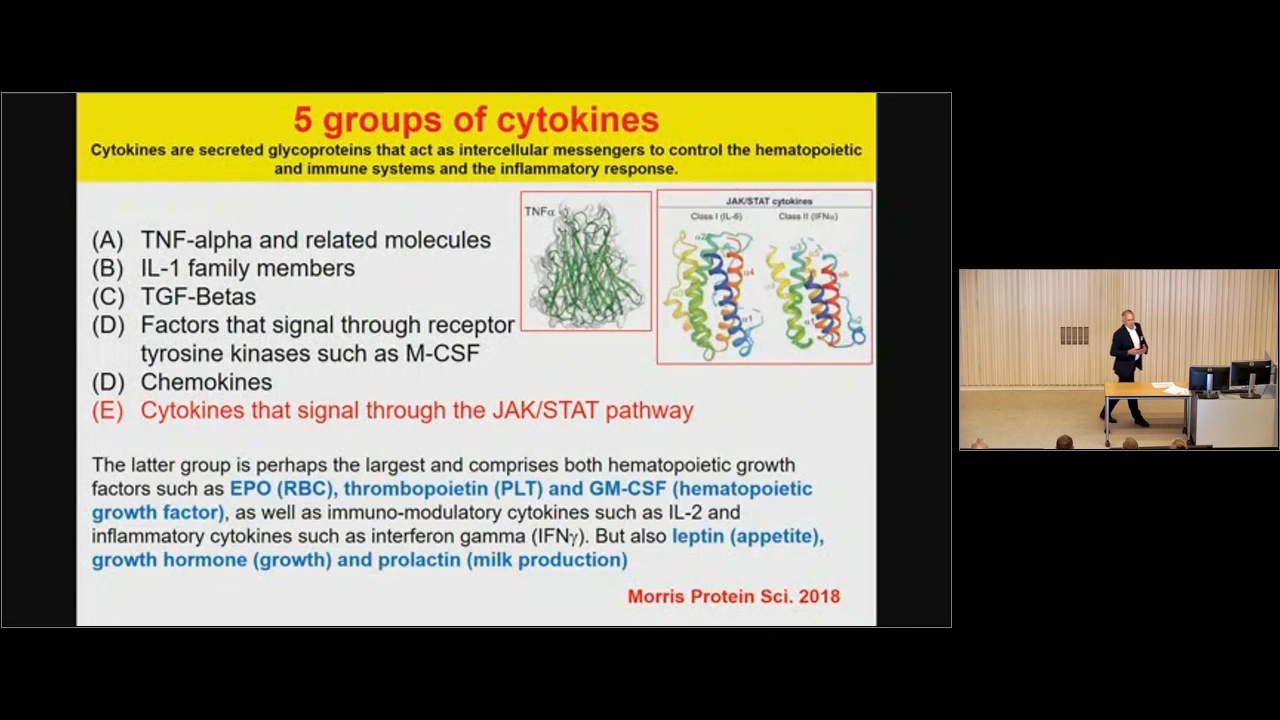 5 groups of cytokines
Cytokines are secreted glycoproteins that act as intercellular messengers to control the hematopoietic
and immune systems and the inflammatory response.
TNFα
JAK/STAT cytokines
Class I (IL-6)
Class II (IFNα)
(A) TNF-alpha and related molecules
(B) IL-1 family members
(C) TGF-Betas
(D) Factors that signal through receptor
tyrosine kinases such as M-CSF
(D) Chemokines
(E) Cytokines that signal through the JAK/STAT pathway
The latter group is perhaps the largest and comprises both hematopoietic growth
factors such as EPO (RBC), thrombopoietin (PLT) and GM-CSF (hematopoietic
growth factor), as well as immuno-modulatory cytokines such as IL-2 and
inflammatory cytokines such as interferon gamma (IFNγ). But also leptin (appetite),
growth hormone (growth) and prolactin (milk production)
Morris Protein Sci. 2018